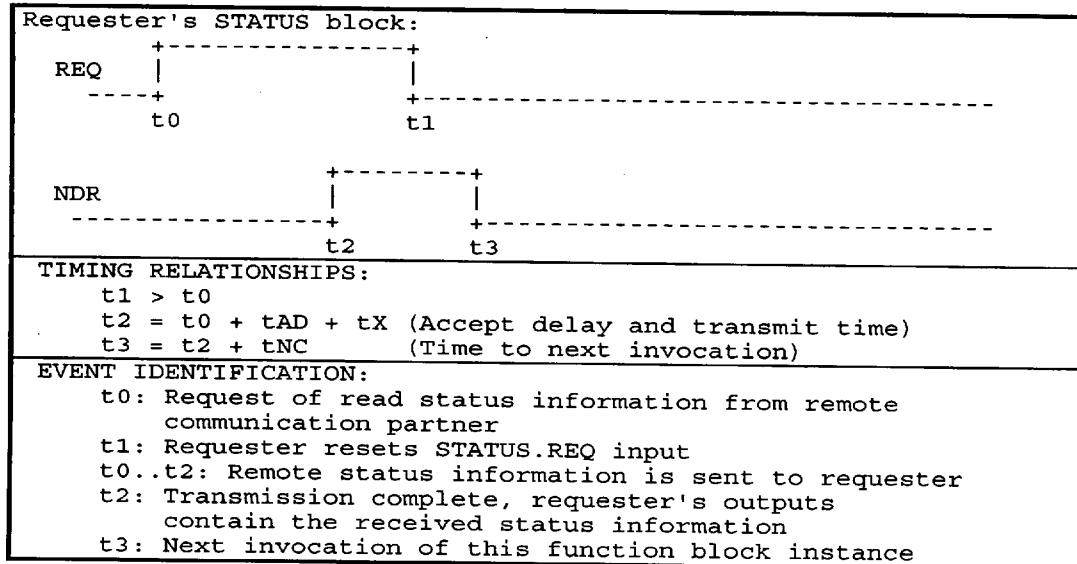 Requester's STATUS block:
REQ
t0 t1
NDR
t2 t3
TIMING RELATIONSHIPS:
t1 > t0
t2 = t0 + tAD + tX (Accept delay and transmit time)
t3 = t2 + tNC (Time to next invocation)
EVENT IDENTIFICATION:
t0: Request of read status information from remote
communication partner
t1: Requester resets STATUS.REQ input
t0..t2: Remote status information is sent to requester
t2: Transmission complete, requester's outputs
contain the received status information
t3: Next invocation of this function block instance